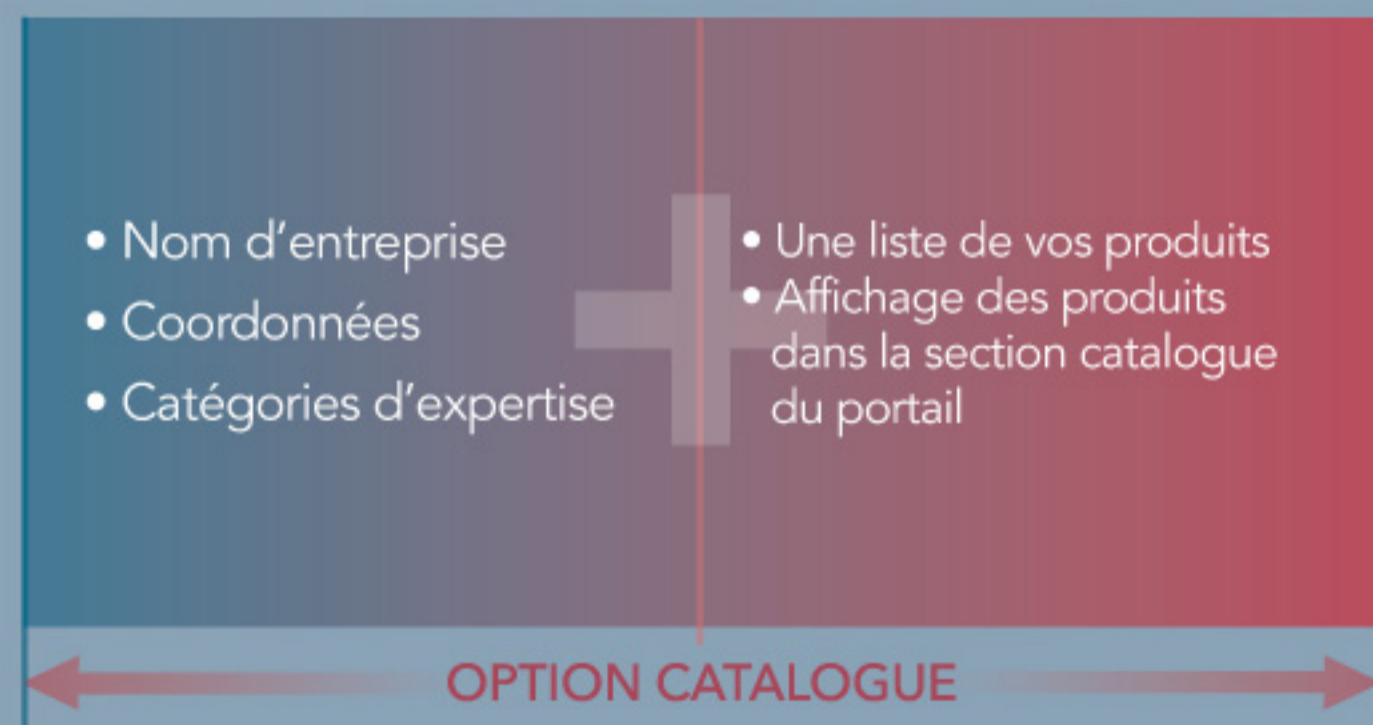 • Nom d’entreprise
• Coordonnées
• Catégories d’expertise
• Une liste de vos produits
• Affichage des produits
dans la section catalogue
du portail
OPTION CATALOGUE